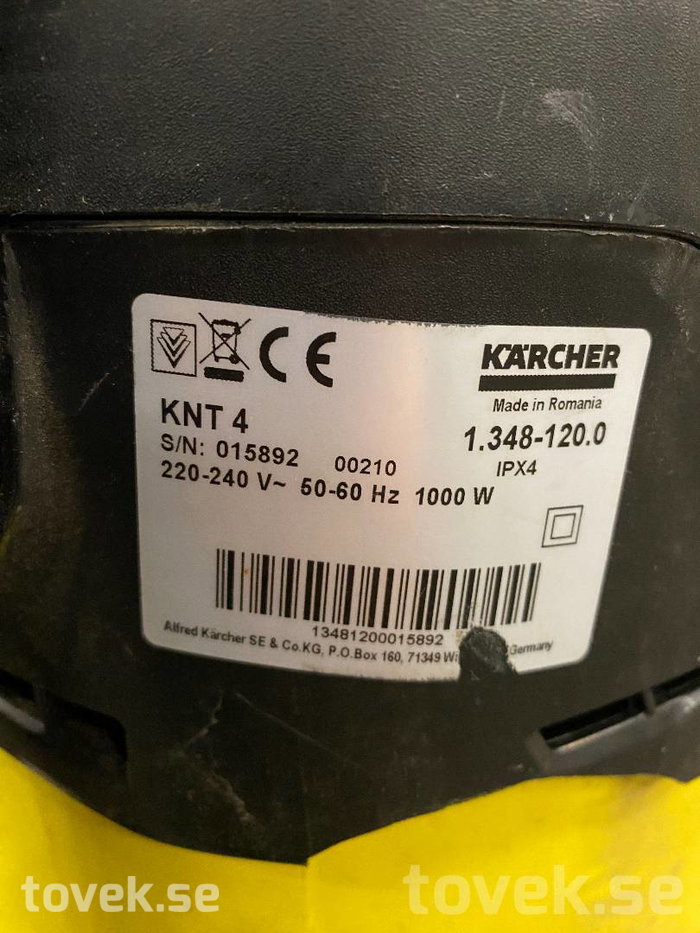 CE
KÄRCHER
Made in Romania
KNT 4
1.348-120.0
S/N: 015892 00210
IPX4
220-240 V~ 50-60 Hz 1000 W
13481200015892
Alfred Kärcher SE & Co.KG, P.O.Box 160, 71349 Germany
tovek.se
tovek.se